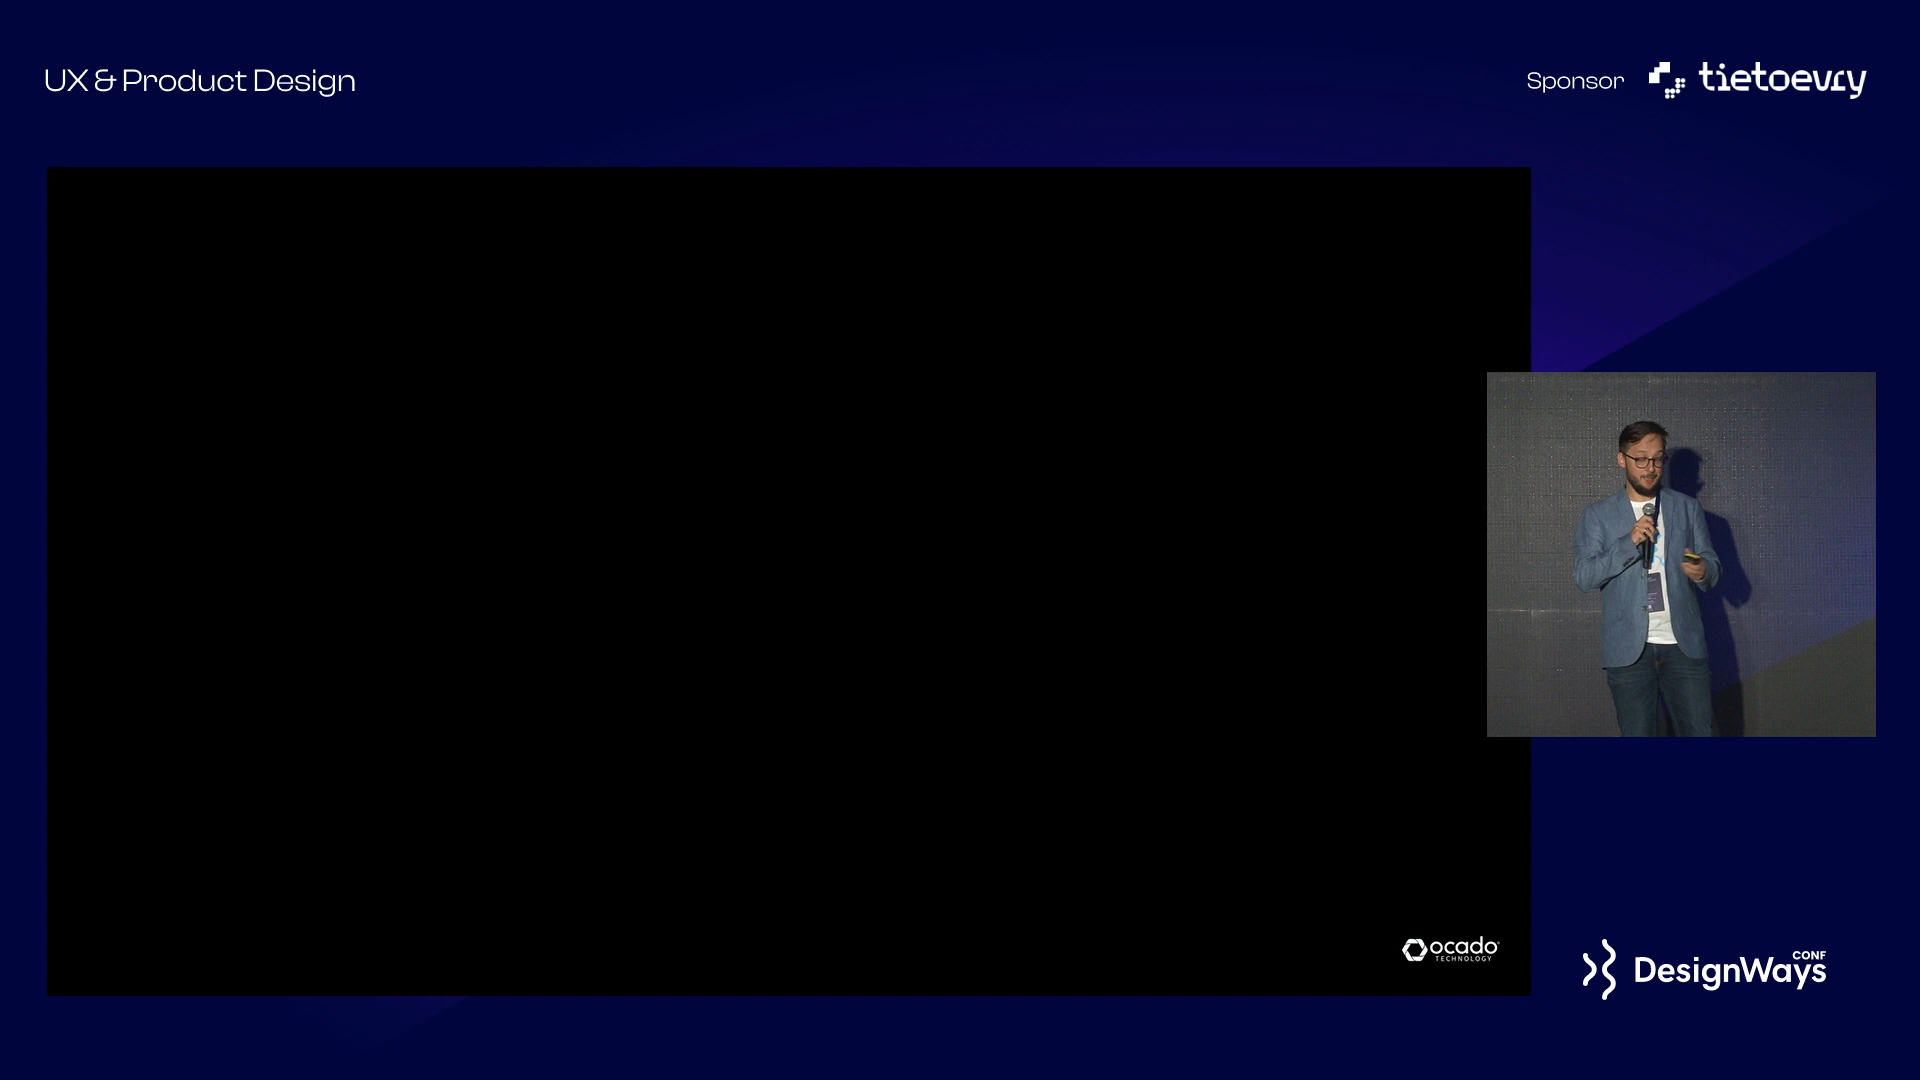 UX & Product Design
Sponsor tietoevry
ocado
TECHNOLOGY
DesignWays
CONF